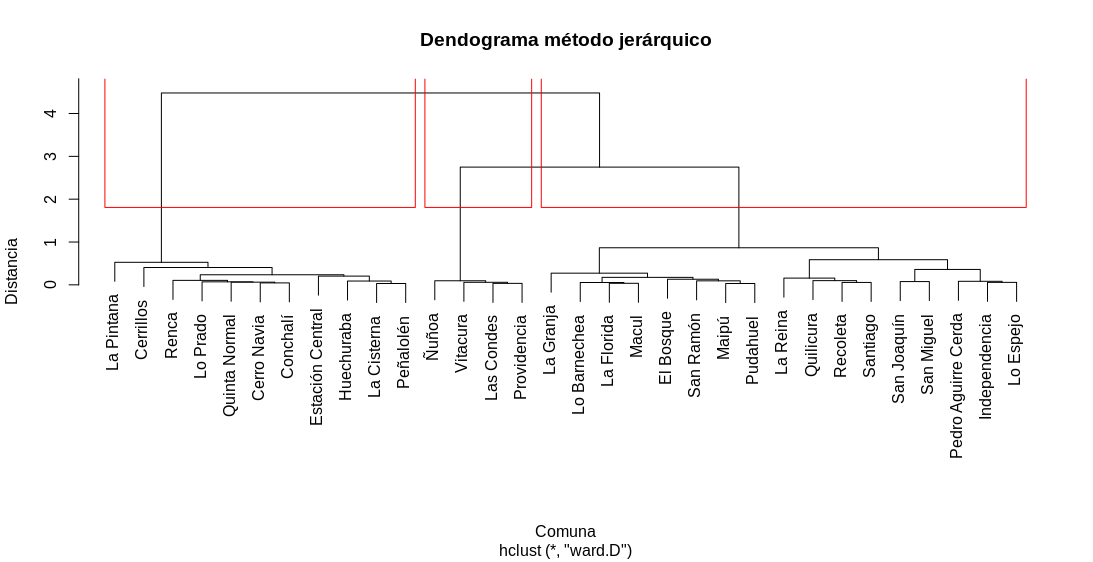 Dendograma método jerárquico
Distancia
4
3
2
1
0
La Pintana
Cerrillos
Renca
Lo Prado
Quinta Normal
Cerro Navia
Conchalí
Estación Central
Huechuraba
La Cisterna
Peñalolén
Ñuñoa
Vitacura
Las Condes
Providencia
La Granja
Lo Barnechea
La Florida
Macul
El Bosque
San Ramón
Maipú
Pudahuel
La Reina
Quilicura
Recoleta
Santiago
San Joaquín
San Miguel
Pedro Aguirre Cerda
Independencia
Lo Espejo
Comuna
hclust (*, "ward.D")